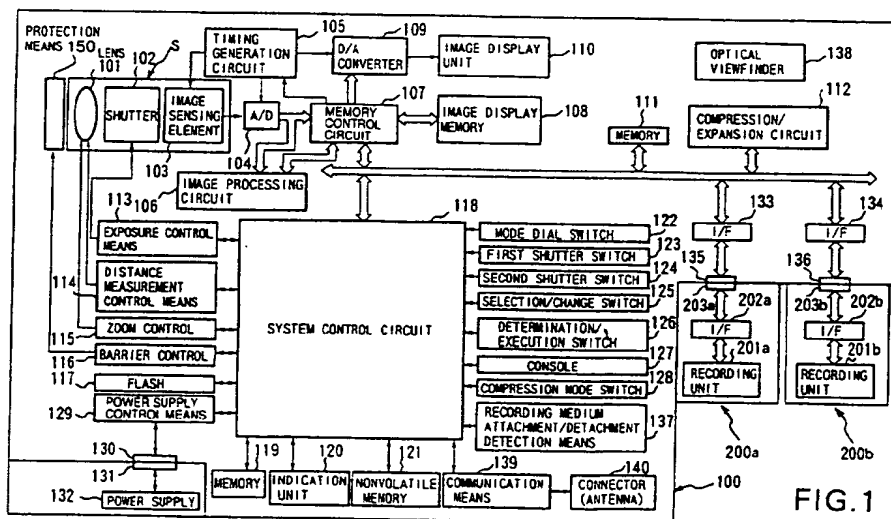 PROTECTION
MEANS 150
LENS
101
102
S
SHUTTER
IMAGE
SENSING
ELEMENT
103
105
TIMING
GENERATION
CIRCUIT
109
D/A
CONVERTER
IMAGE DISPLAY
UNIT
110
OPTICAL
VIEWFINDER
138
A/D
104
107
MEMORY
CONTROL
CIRCUIT
IMAGE DISPLAY
MEMORY
108
111
MEMORY
112
COMPRESSION/
EXPANSION CIRCUIT
IMAGE PROCESSING
CIRCUIT
106
113
EXPOSURE CONTROL
MEANS
114
DISTANCE
MEASUREMENT
CONTROL MEANS
115
ZOOM CONTROL
116
BARRIER CONTROL
117
FLASH
129
POWER SUPPLY
CONTROL MEANS
118
SYSTEM CONTROL
CIRCUIT
122
MODE DIAL SWITCH
123
FIRST SHUTTER SWITCH
124
SECOND SHUTTER SWITCH
125
SELECTION/CHANGE SWITCH
126
DETERMINATION/
EXECUTION SWITCH
127
CONSOLE
128
COMPRESSION MODE SWITCH
RECORDING MEDIUM
ATTACHMENT/DETACHMENT
DETECTION MEANS
137
133
I/F
134
I/F
135
203a
136
203b
202a
I/F
202b
I/F
201a
RECORDING
UNIT
201b
RECORDING
UNIT
200a
200b
130
131
132
POWER SUPPLY
119
MEMORY
120
INDICATION
UNIT
121
NONVOLATILE
MEMORY
139
COMMUNICATION
MEANS
140
CONNECTOR
(ANTENNA)
100
FIG.1